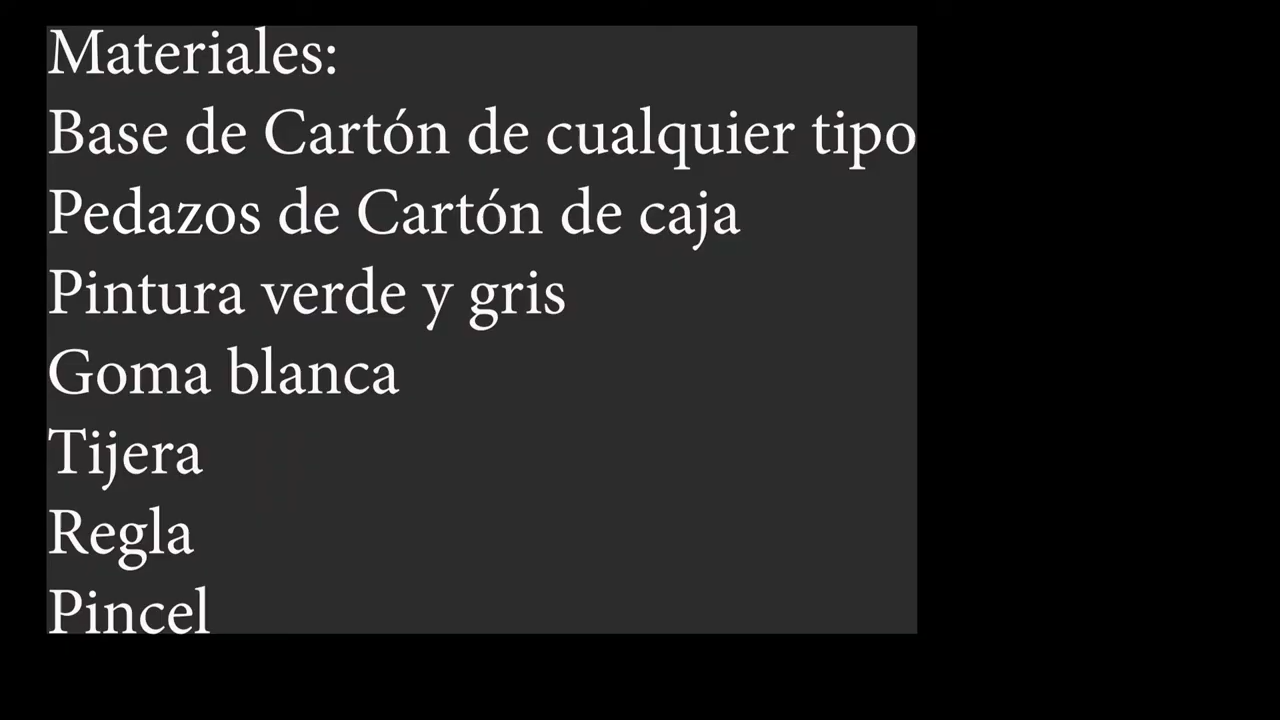 Materiales:
Base de Cartón de cualquier tipo
Pedazos de Cartón de caja
Pintura verde y gris
Goma blanca
Tijera
Regla
Pincel